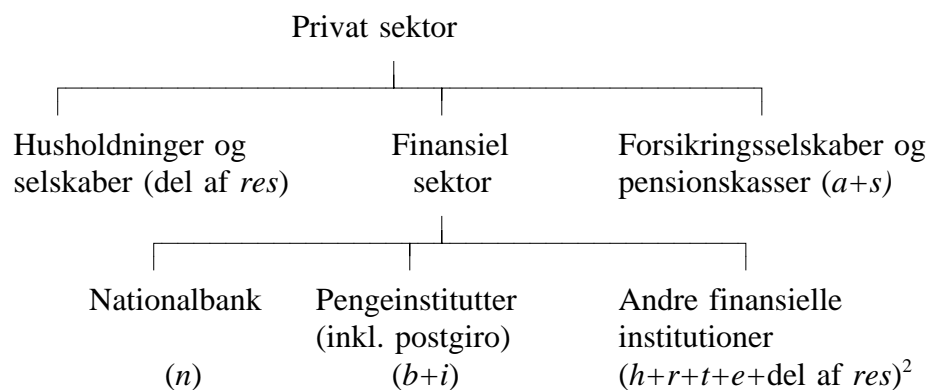 Privat sektor
Husholdninger og
selskaber (del af res)
Finansiel
sektor
Forsikringsselskaber og
pensionskasser (a+s)
Nationalbank
(n)
Pengeinstitutter
(inkl. postgiro)
(b+i)
Andre finansielle
institutioner
(h+r+t+e+del af res)²